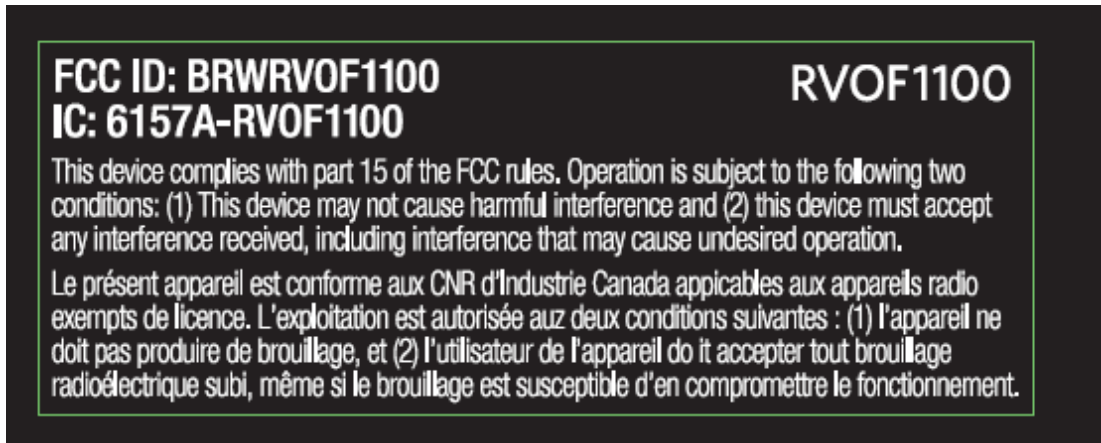 FCC ID: BRWRVOF1100
RVOF1100
IC: 6157A-RVOF1100
This device complies with part 15 of the FCC rules. Operation is subject to the following two
conditions: (1) This device may not cause harmful interference and (2) this device must accept
any interference received, including interference that may cause undesired operation.
Le présent appareil est conforme aux CNR d'Industrie Canada appicables aux appareils radio
exempts de licence. L'exploitation est autorisée auz deux conditions suivantes : (1) l'appareil ne
doit pas produire de brouillage, et (2) l'utilisateur de l'appareil do it accepter tout brouillage
radioélectrique subi, même si le brouillage est susceptible d'en compromettre le fonctionnement.